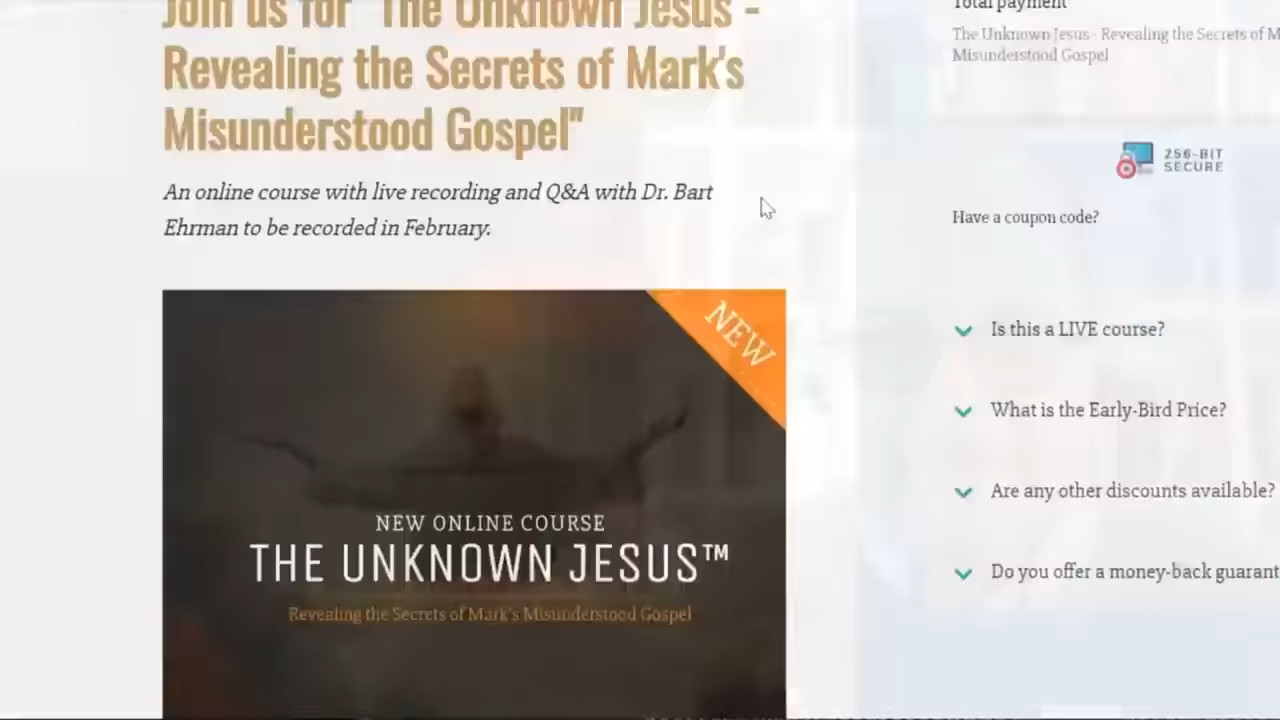 Join us for "The Unknown Jesus -
Revealing the Secrets of Mark's
Misunderstood Gospel"
An online course with live recording and Q&A with Dr. Bart
Ehrman to be recorded in February.
NEW
NEW ONLINE COURSE
THE UNKNOWN JESUS™
Revealing the Secrets of Mark's Misunderstood Gospel
Total payment
The Unknown Jesus - Revealing the Secrets of M
Misunderstood Gospel
256-BIT
SECURE
Have a coupon code?
Is this a LIVE course?
What is the Early-Bird Price?
Are any other discounts available?
Do you offer a money-back guarant